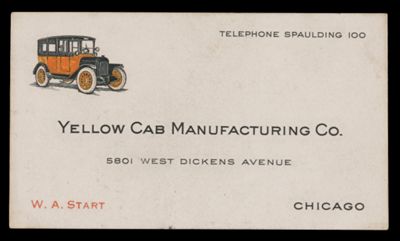 TELEPHONE SPAULDING 100
YELLOW CAB MANUFACTURING CO.
5801 WEST DICKENS AVENUE
W. A. START
CHICAGO